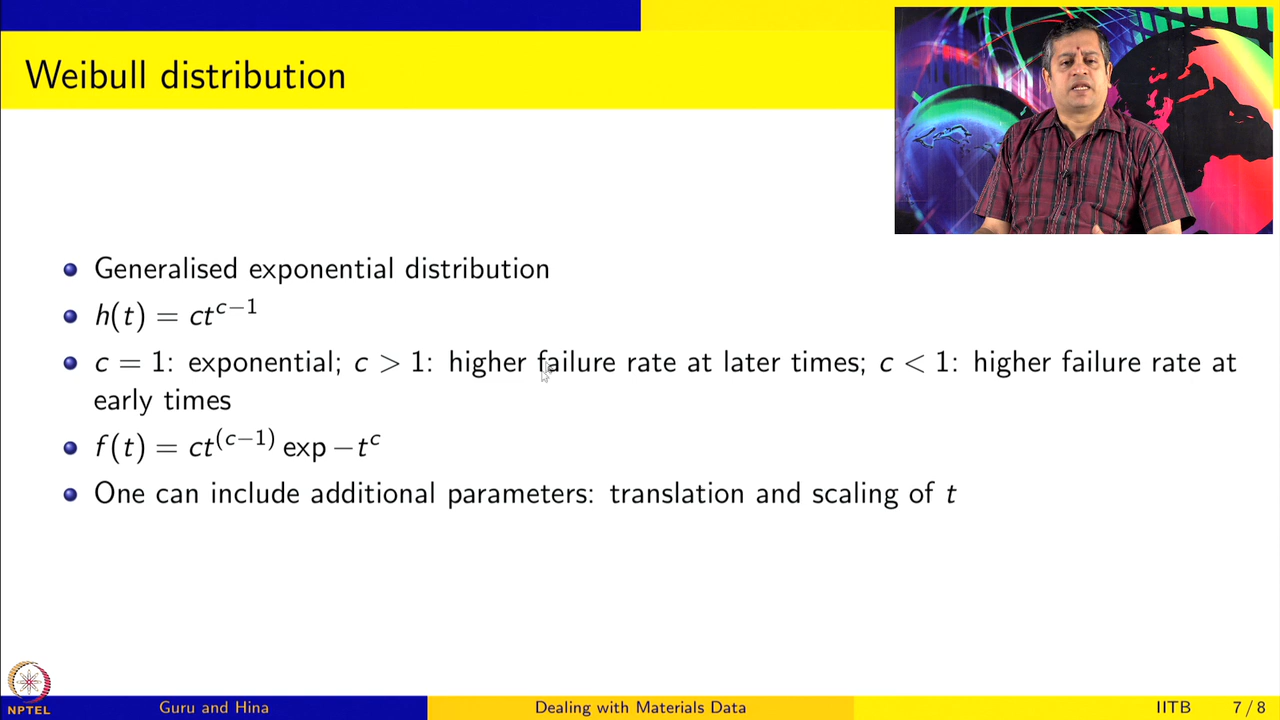 Weibull distribution
Generalised exponential distribution
h(t) = ct^{c−1}
c = 1: exponential; c > 1: higher failure rate at later times; c < 1: higher failure rate at
early times
f(t) = ct^{(c−1)} exp −t^c
One can include additional parameters: translation and scaling of t
NPTEL
Guru and Hina
Dealing with Materials Data
IITB
7 / 8